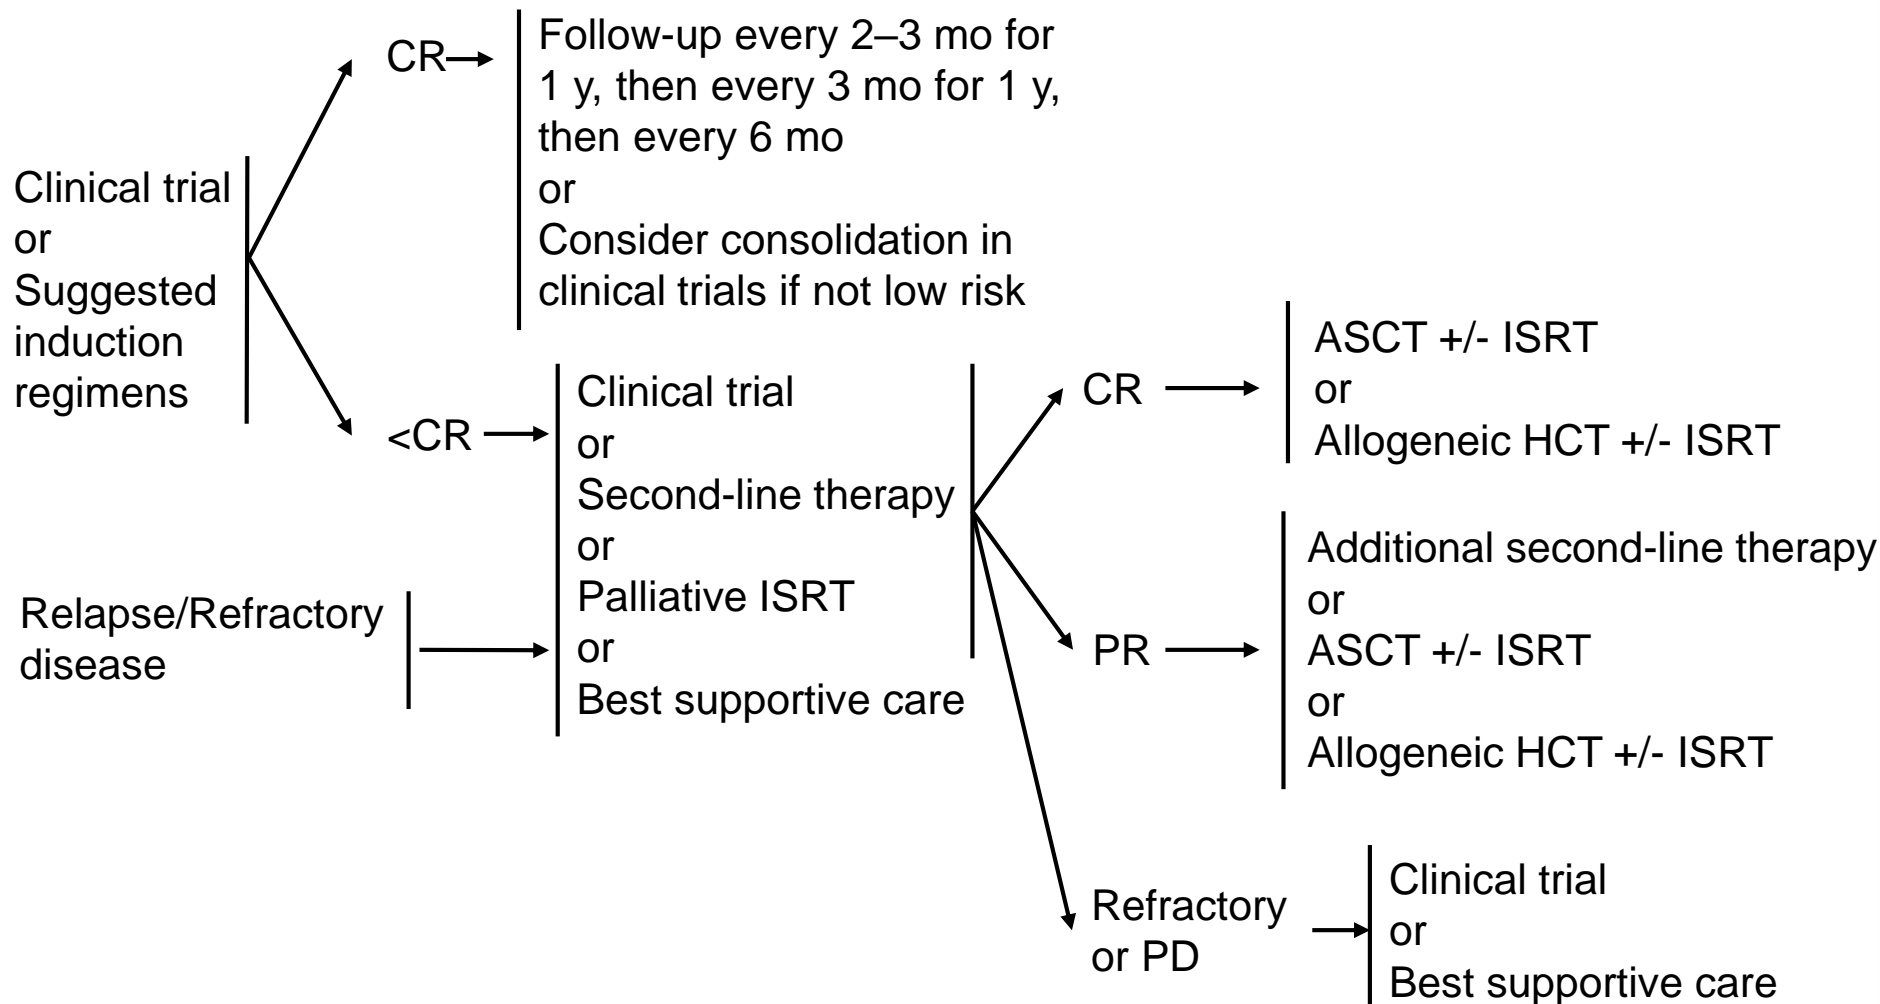 Clinical trial
or
Suggested
induction
regimens
CR
Follow-up every 2–3 mo for
1 y, then every 3 mo for 1 y,
then every 6 mo
or
Consider consolidation in
clinical trials if not low risk
<CR
Relapse/Refractory
disease
Clinical trial
or
Second-line therapy
or
Palliative ISRT
or
Best supportive care
CR
ASCT +/- ISRT
or
Allogeneic HCT +/- ISRT
PR
Additional second-line therapy
or
ASCT +/- ISRT
or
Allogeneic HCT +/- ISRT
Refractory
or PD
Clinical trial
or
Best supportive care